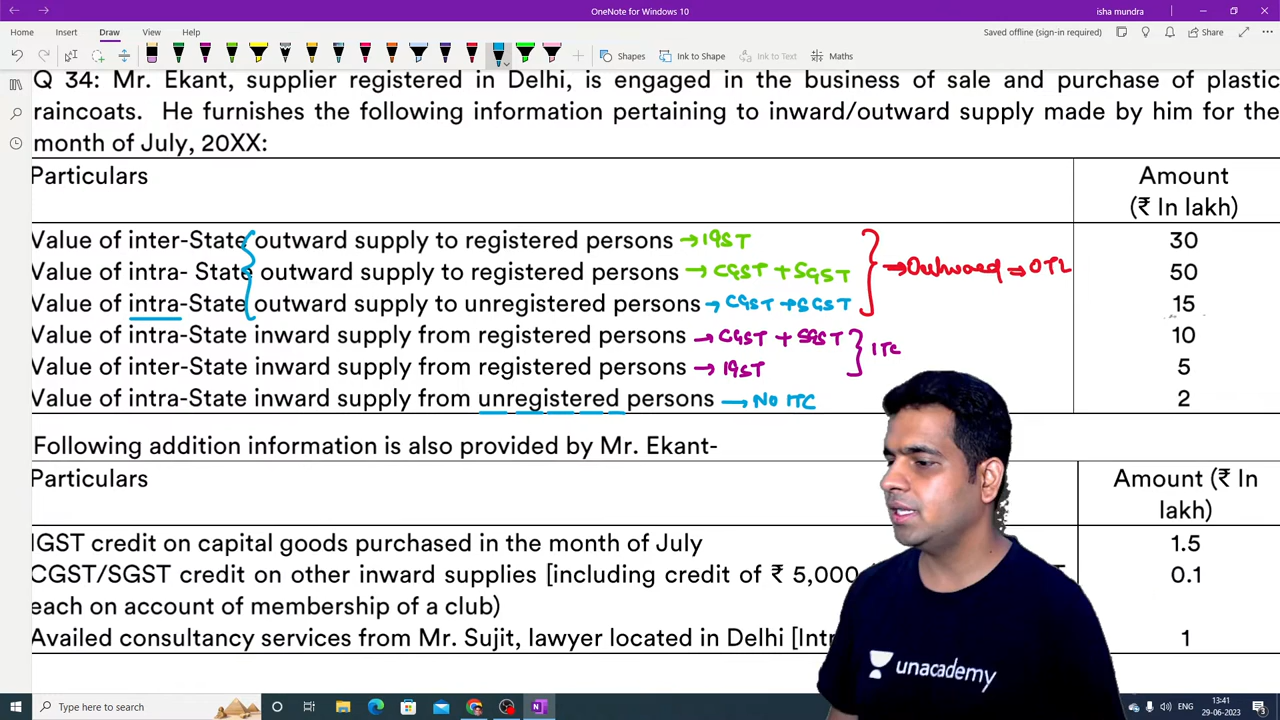 OneNote for Windows 10
isha mundra
Home Insert Draw View Help
Saved offline (sign-in required) Share
Shapes Ink to Shape Ink to Text Maths
Q 34: Mr. Ekant, supplier registered in Delhi, is engaged in the business of sale and purchase of plastic
raincoats. He furnishes the following information pertaining to inward/outward supply made by him for the
month of July, 20XX:
Particulars Amount
(₹ In lakh)
Value of inter-State outward supply to registered persons → IGST 30
Value of intra- State outward supply to registered persons → CGST + SGST → Outward ⇒ OTL 50
Value of intra-State outward supply to unregistered persons → CGST + SGST 15
Value of intra-State inward supply from registered persons → CGST + SGST ITC 10
Value of intra-State inward supply from registered persons → IGST 5
Value of intra-State inward supply from unregistered persons → NO ITC 2
Following addition information is also provided by Mr. Ekant-
Particulars Amount (₹ In
lakh)
IGST credit on capital goods purchased in the month of July 1.5
CGST/SGST credit on other inward supplies [including credit of ₹ 5,000 0.1
each on account of membership of a club)
Availed consultancy services from Mr. Sujit, lawyer located in Delhi [Int 1
unacademy
Type here to search
ENG
13:41
29-06-2023